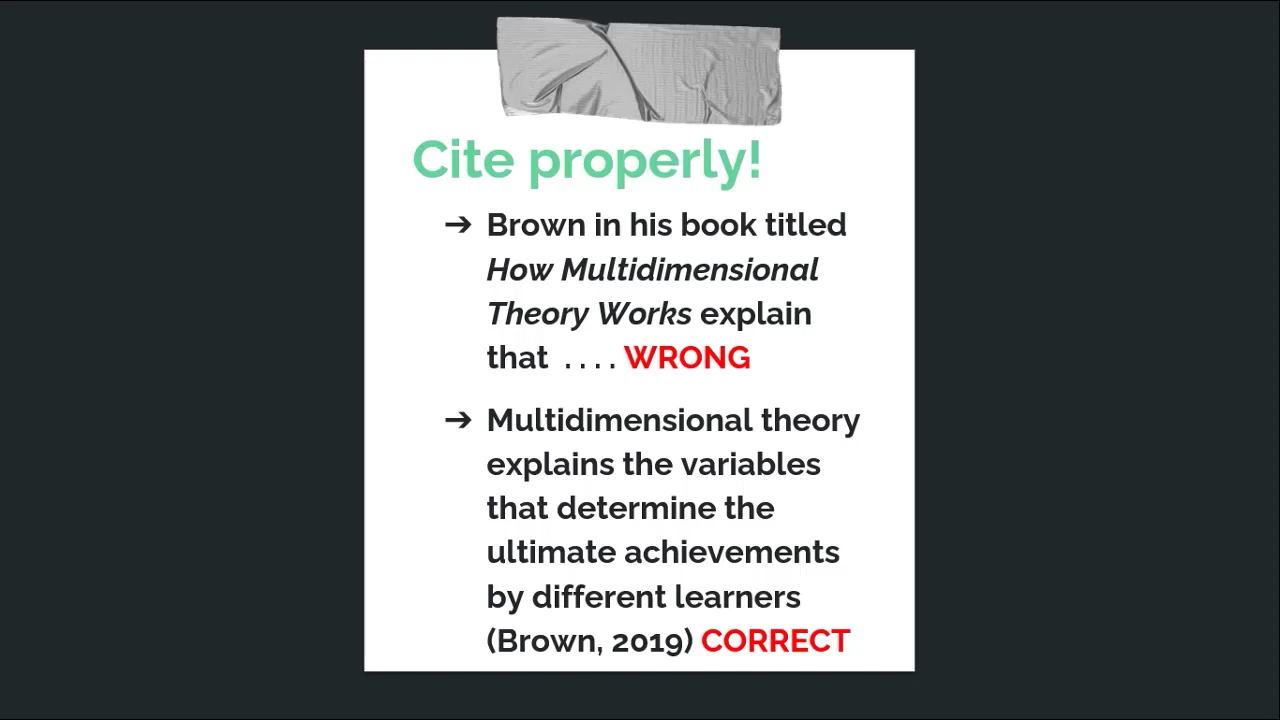 Cite properly!
➔ Brown in his book titled
How Multidimensional
Theory Works explain
that . . . . WRONG
➔ Multidimensional theory
explains the variables
that determine the
ultimate achievements
by different learners
(Brown, 2019) CORRECT